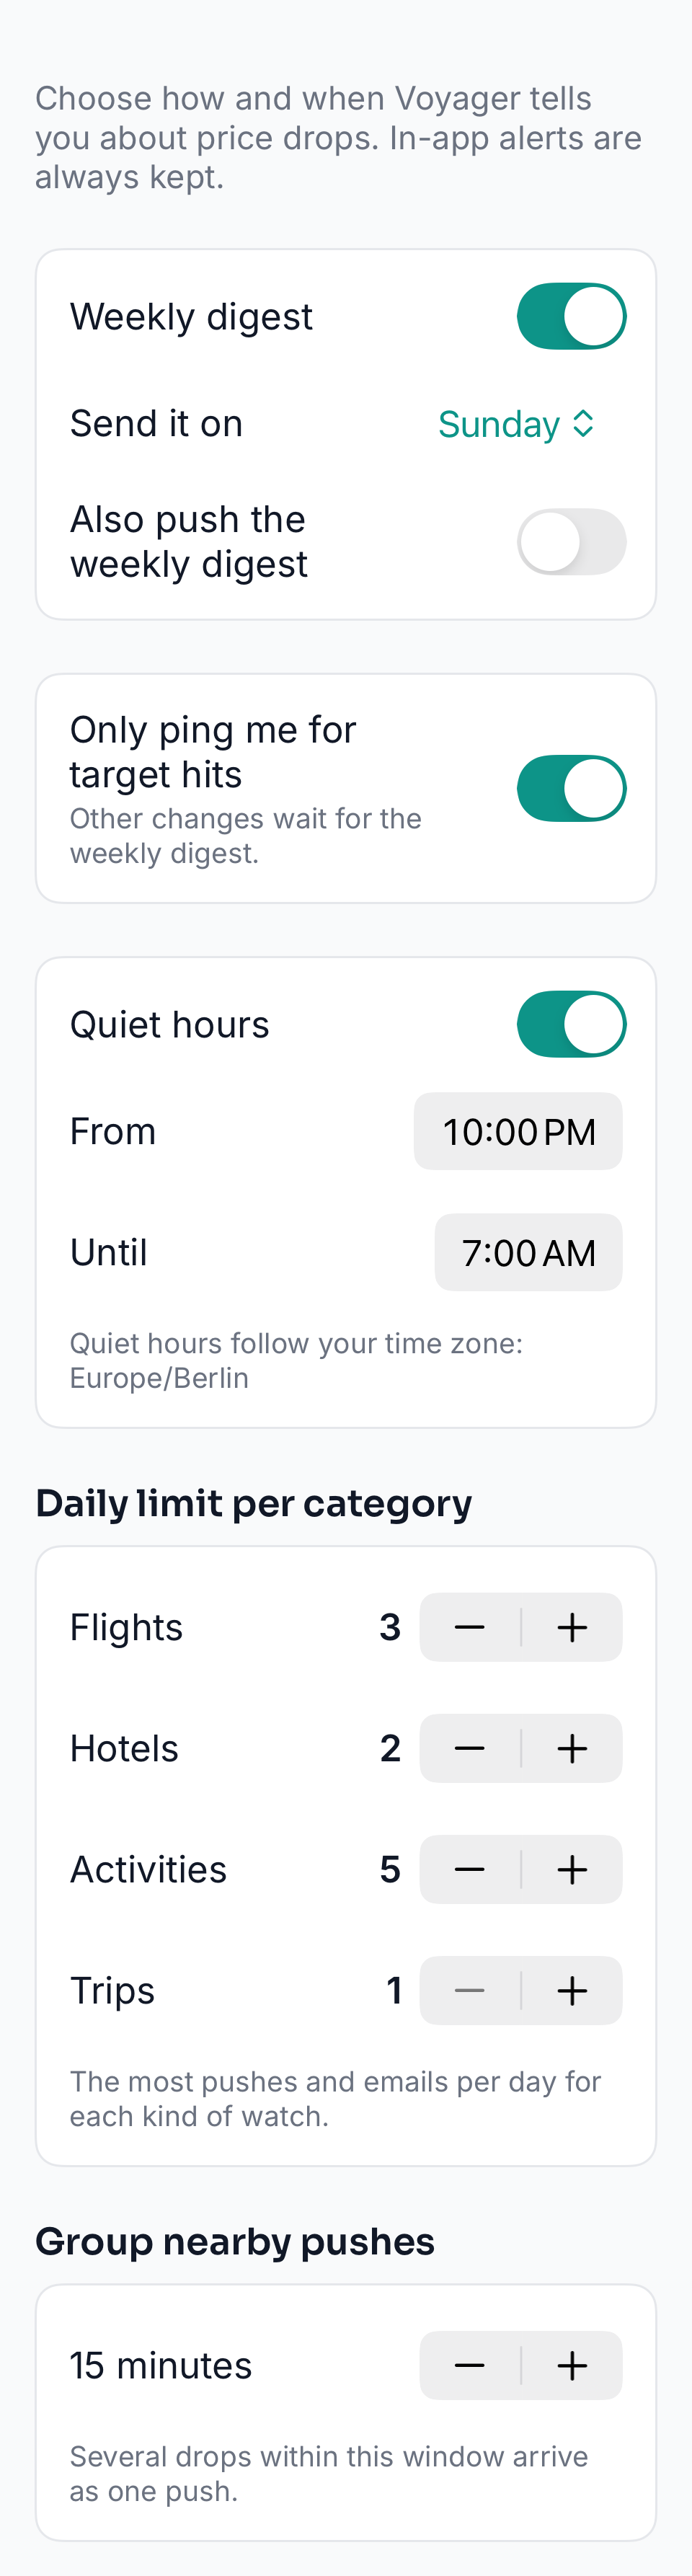 Choose how and when Voyager tells
you about price drops. In-app alerts are
always kept.
Weekly digest
Send it on
Sunday
Also push the
weekly digest
Only ping me for
target hits
Other changes wait for the
weekly digest.
Quiet hours
From
10:00 PM
Until
7:00 AM
Quiet hours follow your time zone:
Europe/Berlin
Daily limit per category
Flights
3
Hotels
2
Activities
5
Trips
1
The most pushes and emails per day for
each kind of watch.
Group nearby pushes
15 minutes
Several drops within this window arrive
as one push.